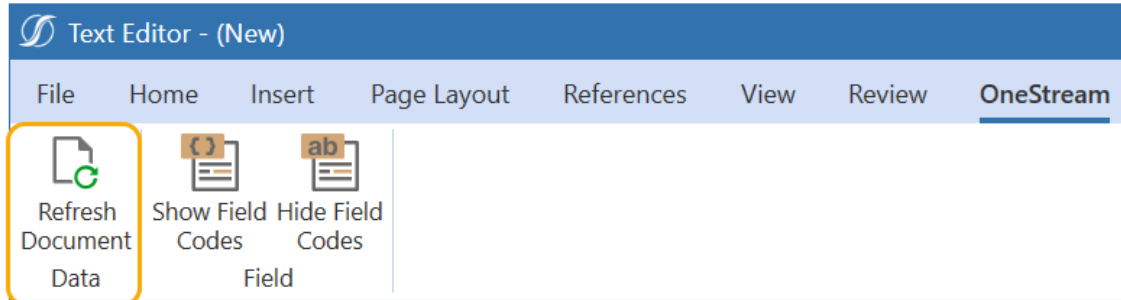 Text Editor - (New)
File Home Insert Page Layout References View Review OneStream
{ } ab
Refresh Show Field Hide Field
Document Codes Codes
Data Field